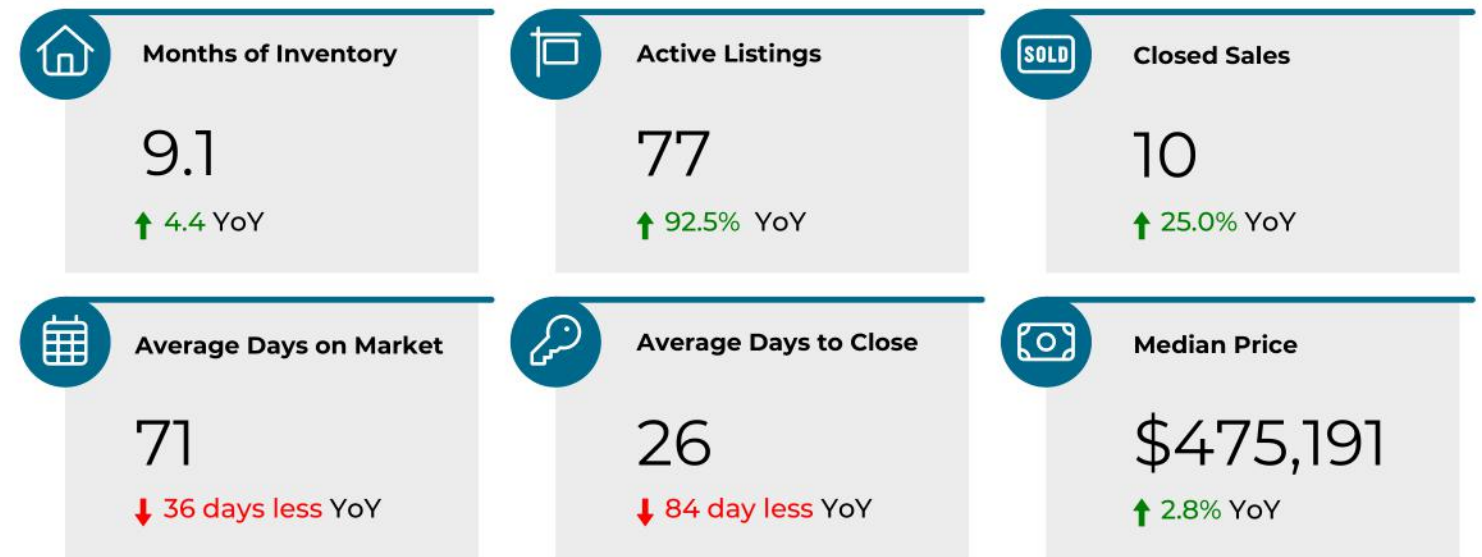 Months of Inventory
9.1
↑ 4.4 YoY
Active Listings
77
↑ 92.5% YoY
SOLD
Closed Sales
10
↑ 25.0% YoY
Average Days on Market
71
↓ 36 days less YoY
Average Days to Close
26
↓ 84 day less YoY
Median Price
$475,191
↑ 2.8% YoY